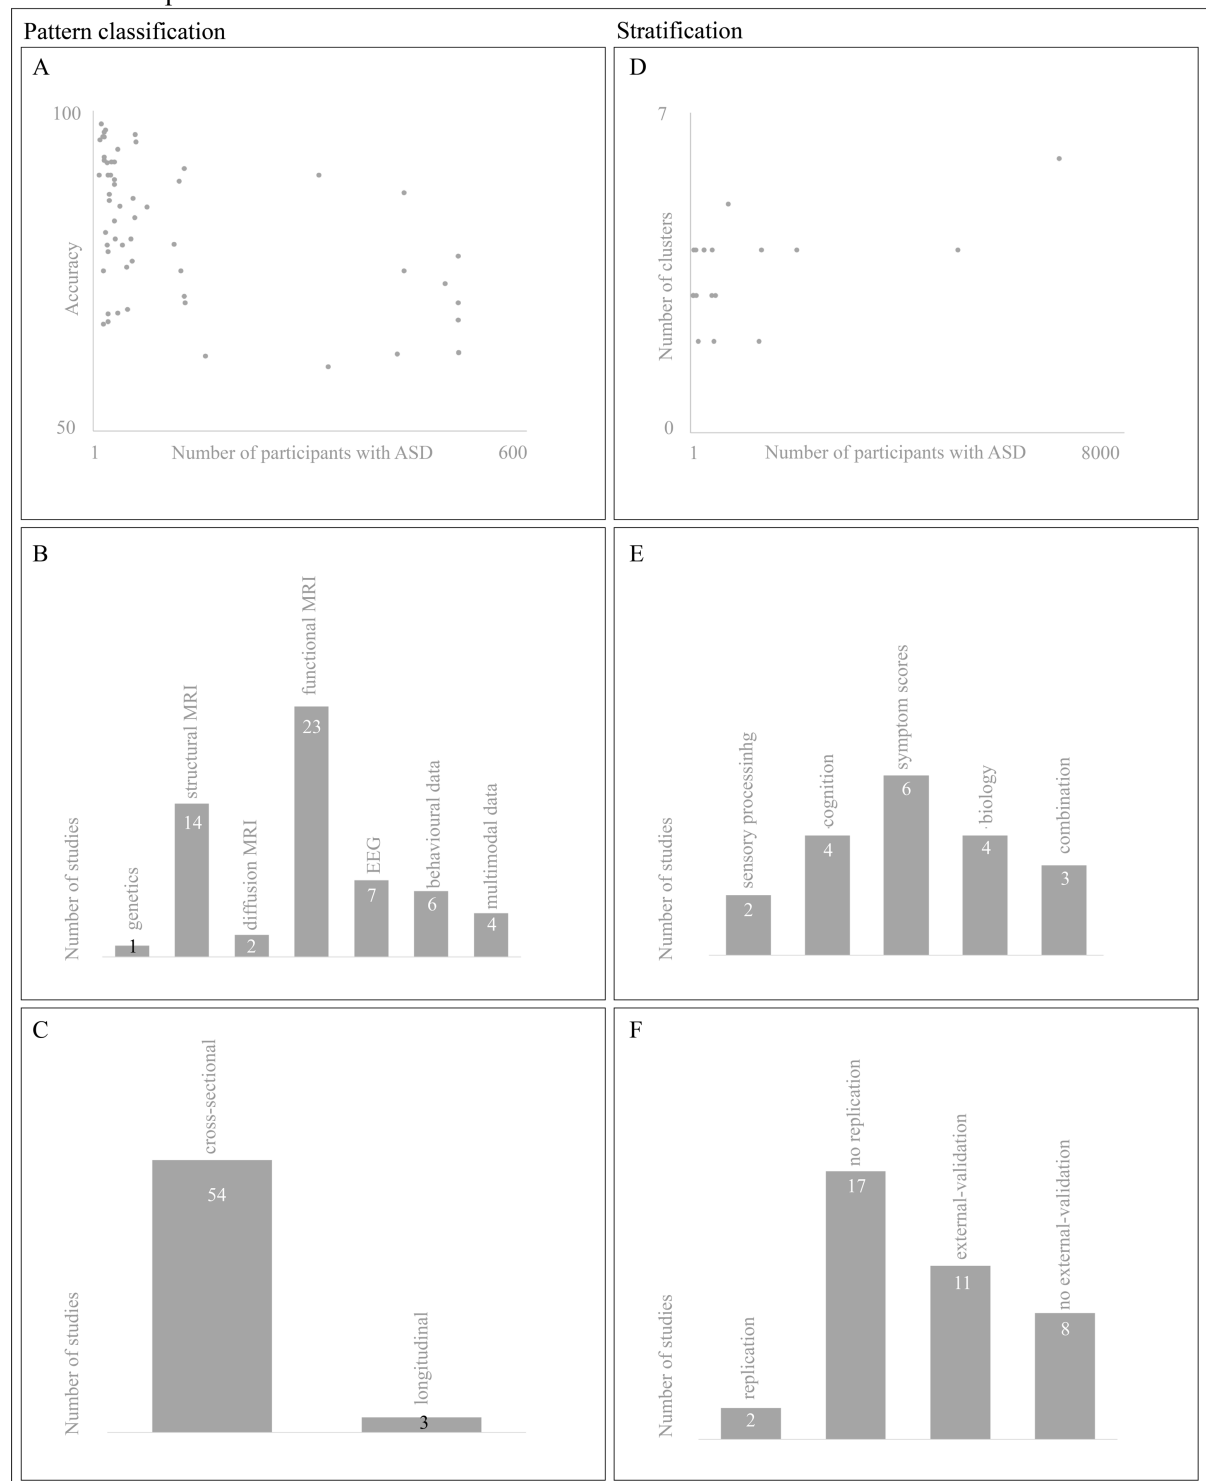 Pattern classification
A
100
Accuracy
50
1
Number of participants with ASD
600
B
Number of studies
genetics
1
structural MRI
14
diffusion MRI
2
functional MRI
23
EEG
7
behavioural data
6
multimodal data
4
C
Number of studies
cross-sectional
54
longitudinal
3
Stratification
D
7
Number of clusters
0
1
Number of participants with ASD
8000
E
Number of studies
sensory processinhg
2
cognition
4
symptom scores
6
biology
4
combination
3
F
Number of studies
replication
2
no replication
17
external-validation
11
no external-validation
8